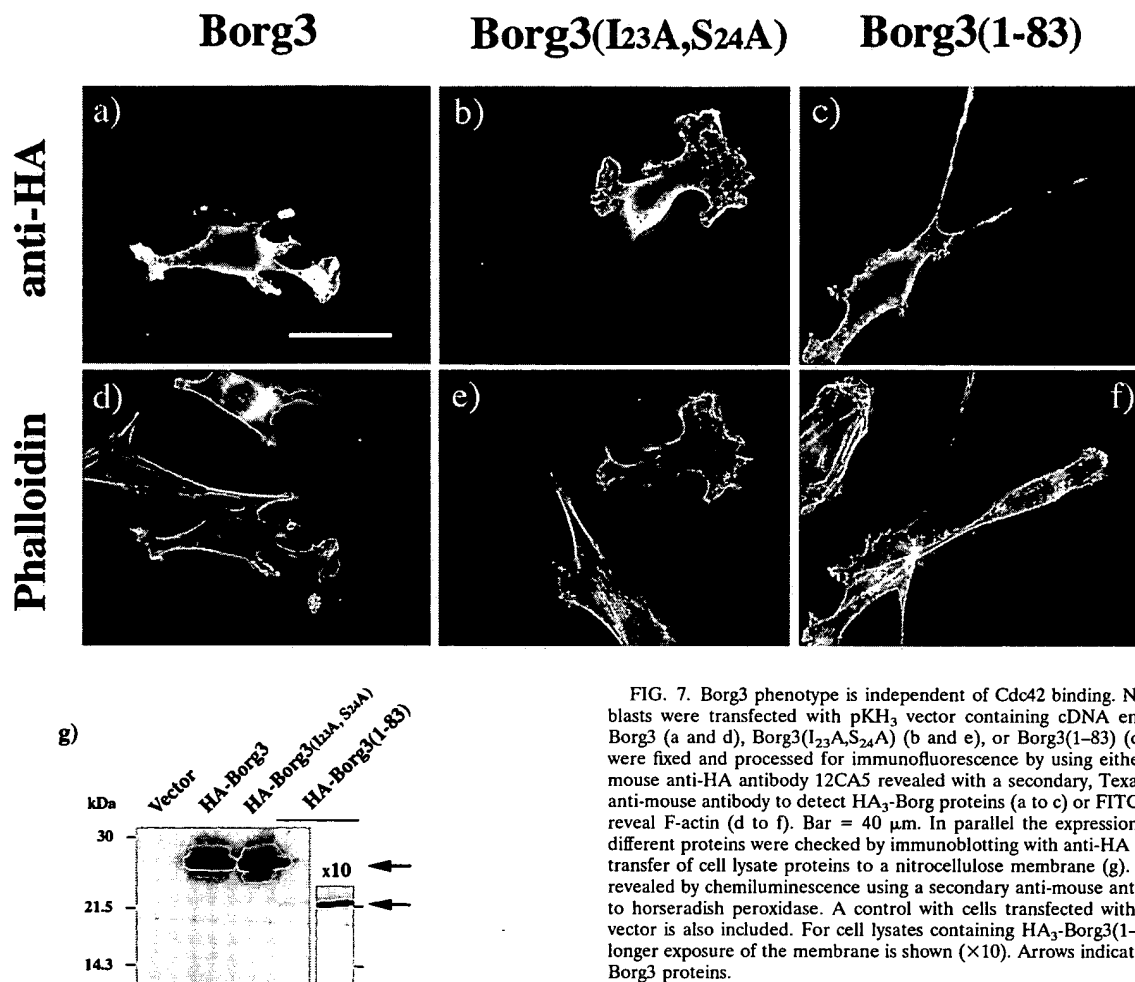 Borg3 Borg3(I23A,S24A) Borg3(1-83)
anti-HA
a) b) c)
Phalloidin
d) e) f)
g)
Vector HA-Borg3 HA-Borg3(I23A, S24A) HA-Borg3(1-83)
kDa
30
x10
21.5
14.3
FIG. 7. Borg3 phenotype is independent of Cdc42 binding. N
blasts were transfected with pKH3 vector containing cDNA en
Borg3 (a and d), Borg3(I23A,S24A) (b and e), or Borg3(1–83) (c
were fixed and processed for immunofluorescence by using eithe
mouse anti-HA antibody 12CA5 revealed with a secondary, Texa
anti-mouse antibody to detect HA3-Borg proteins (a to c) or FITC
reveal F-actin (d to f). Bar = 40 μm. In parallel the expression
different proteins were checked by immunoblotting with anti-HA
transfer of cell lysate proteins to a nitrocellulose membrane (g).
revealed by chemiluminescence using a secondary anti-mouse ant
to horseradish peroxidase. A control with cells transfected with
vector is also included. For cell lysates containing HA3-Borg3(1–
longer exposure of the membrane is shown (×10). Arrows indicat
Borg3 proteins.